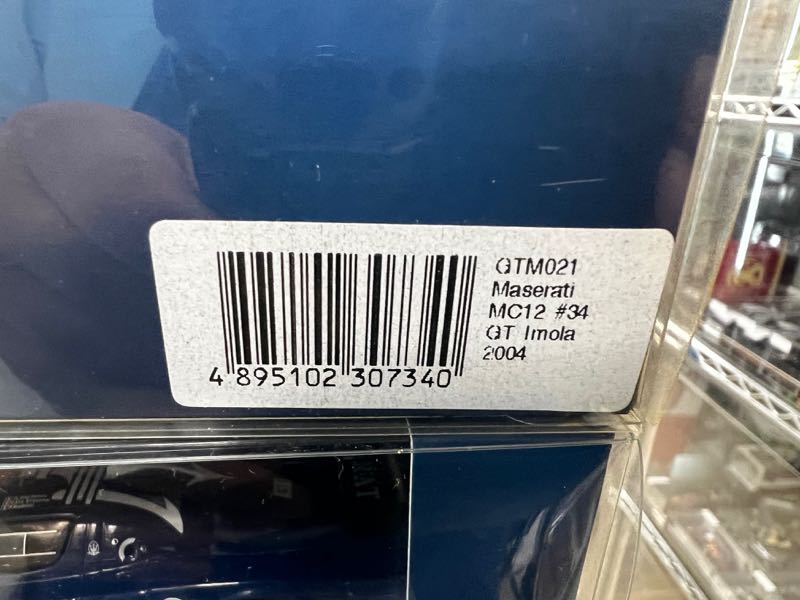 GTM021
Maserati
MC12 #34
GT Imola
2004
4 895102 307340